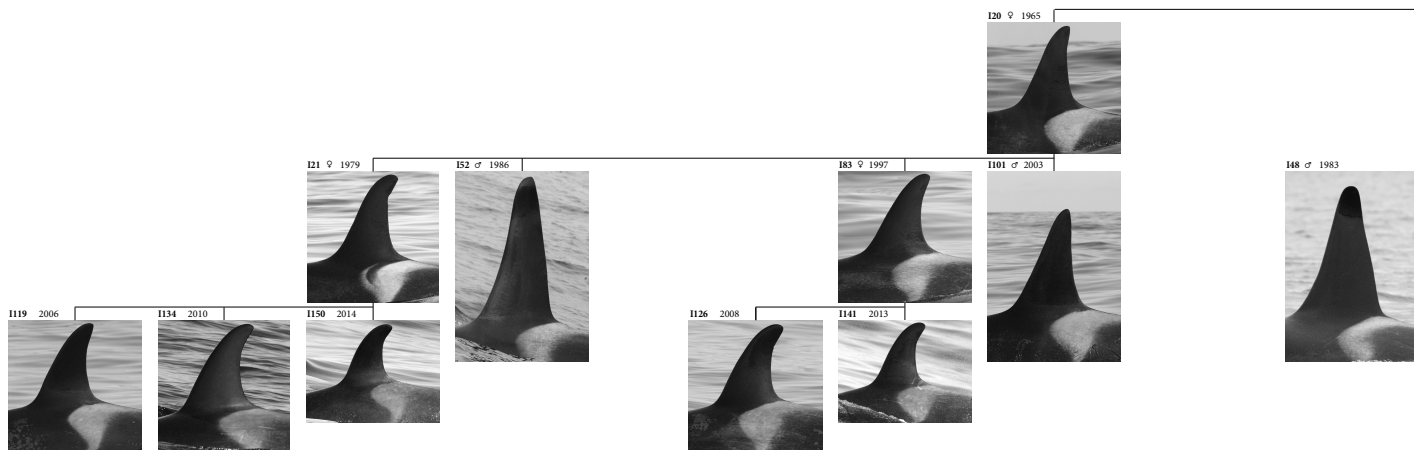 I20 ♀ 1965
I21 ♀ 1979
I52 ♂ 1986
I83 ♀ 1997
I101 ♂ 2003
I48 ♂ 1983
I119 2006
I134 2010
I150 2014
I126 2008
I141 2013